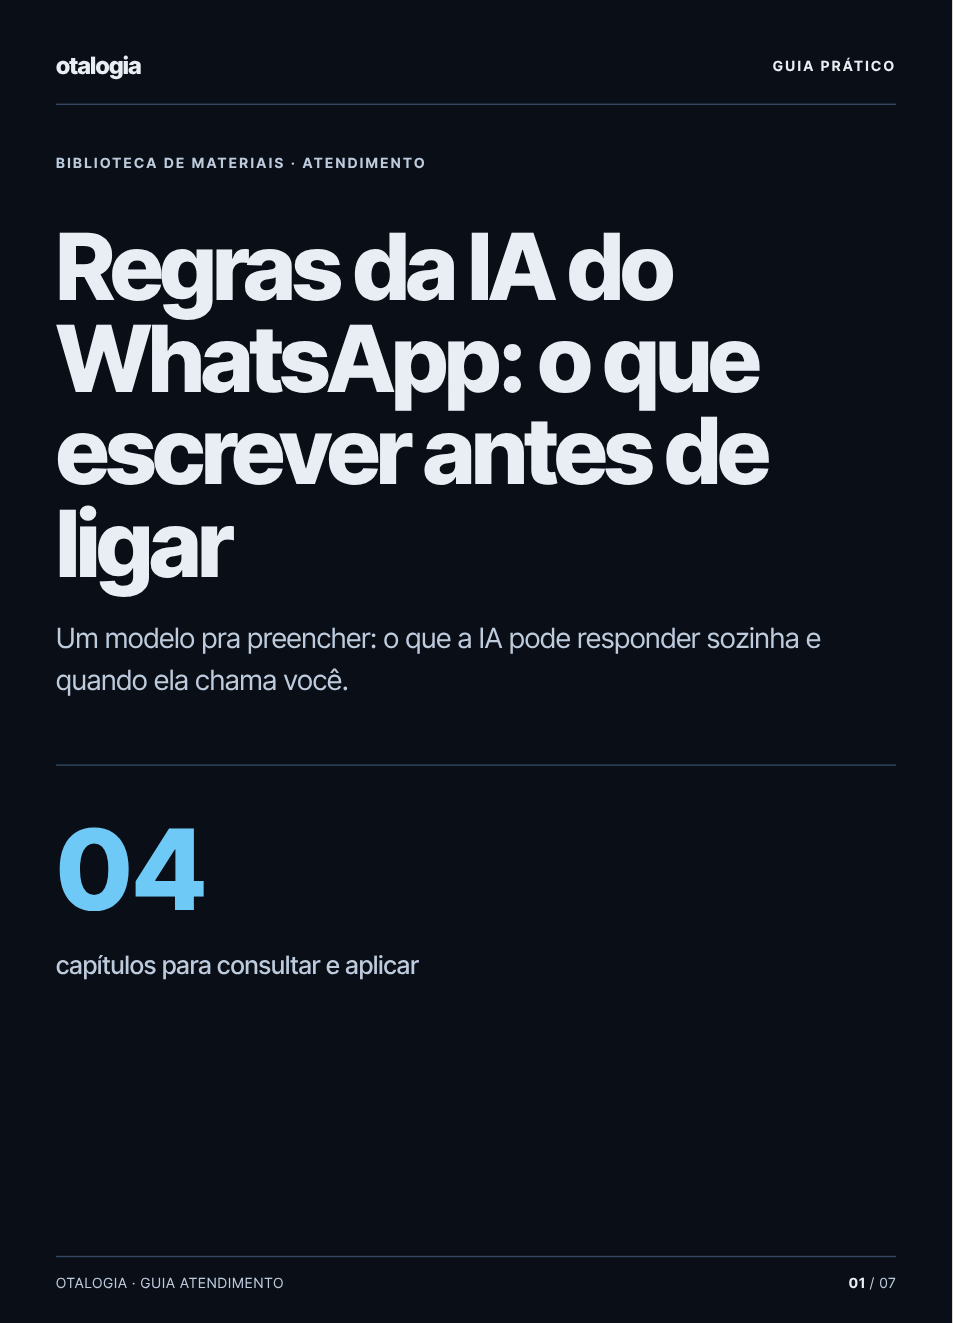 otalogia
GUIA PRÁTICO
BIBLIOTECA DE MATERIAIS · ATENDIMENTO
Regras da IA do
WhatsApp: o que
escrever antes de
ligar
Um modelo pra preencher: o que a IA pode responder sozinha e
quando ela chama você.
04
capítulos para consultar e aplicar
OTALOGIA · GUIA ATENDIMENTO
01 / 07